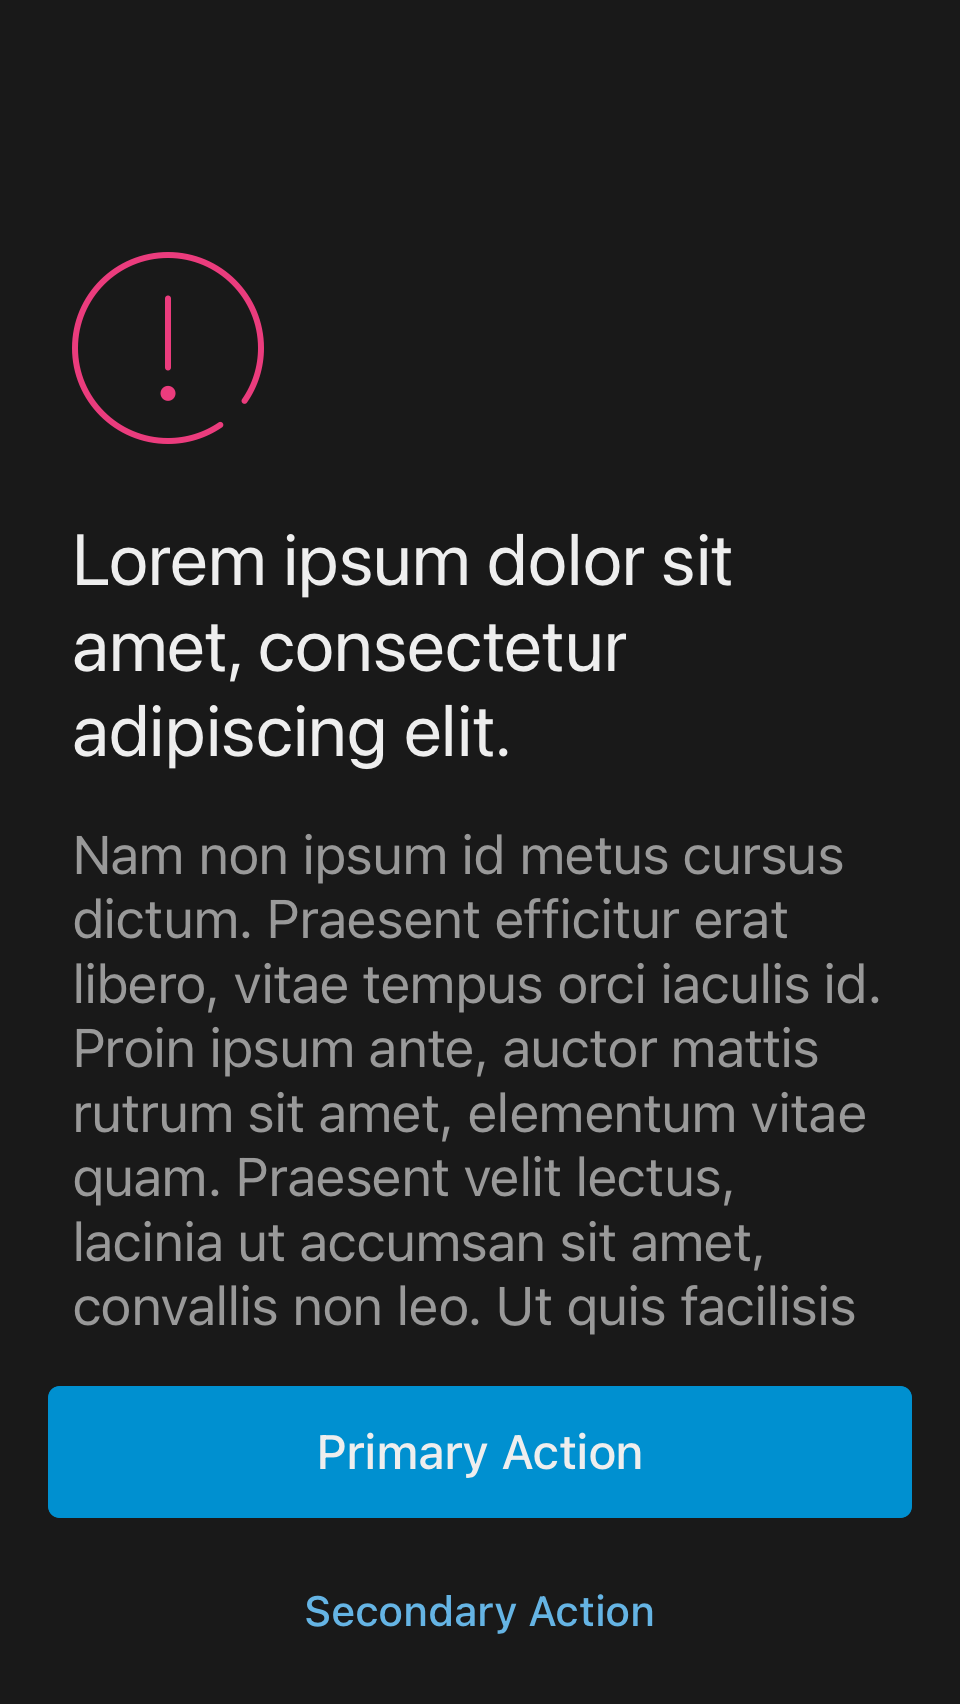 Lorem ipsum dolor sit
amet, consectetur
adipiscing elit.
Nam non ipsum id metus cursus
dictum. Praesent efficitur erat
libero, vitae tempus orci iaculis id.
Proin ipsum ante, auctor mattis
rutrum sit amet, elementum vitae
quam. Praesent velit lectus,
lacinia ut accumsan sit amet,
convallis non leo. Ut quis facilisis
Primary Action
Secondary Action